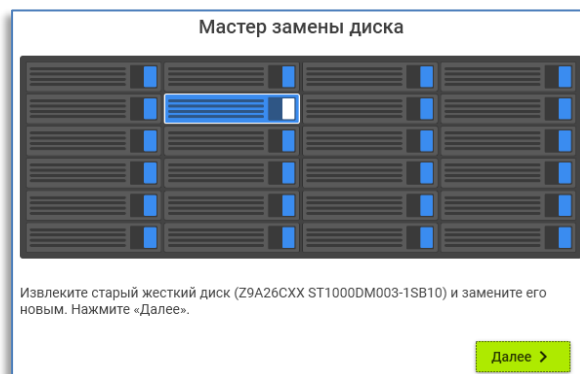 Мастер замены диска
Извлеките старый жесткий диск (Z9A26CXX ST1000DM003-1SB10) и замените его
новым. Нажмите «Далее».
Далее